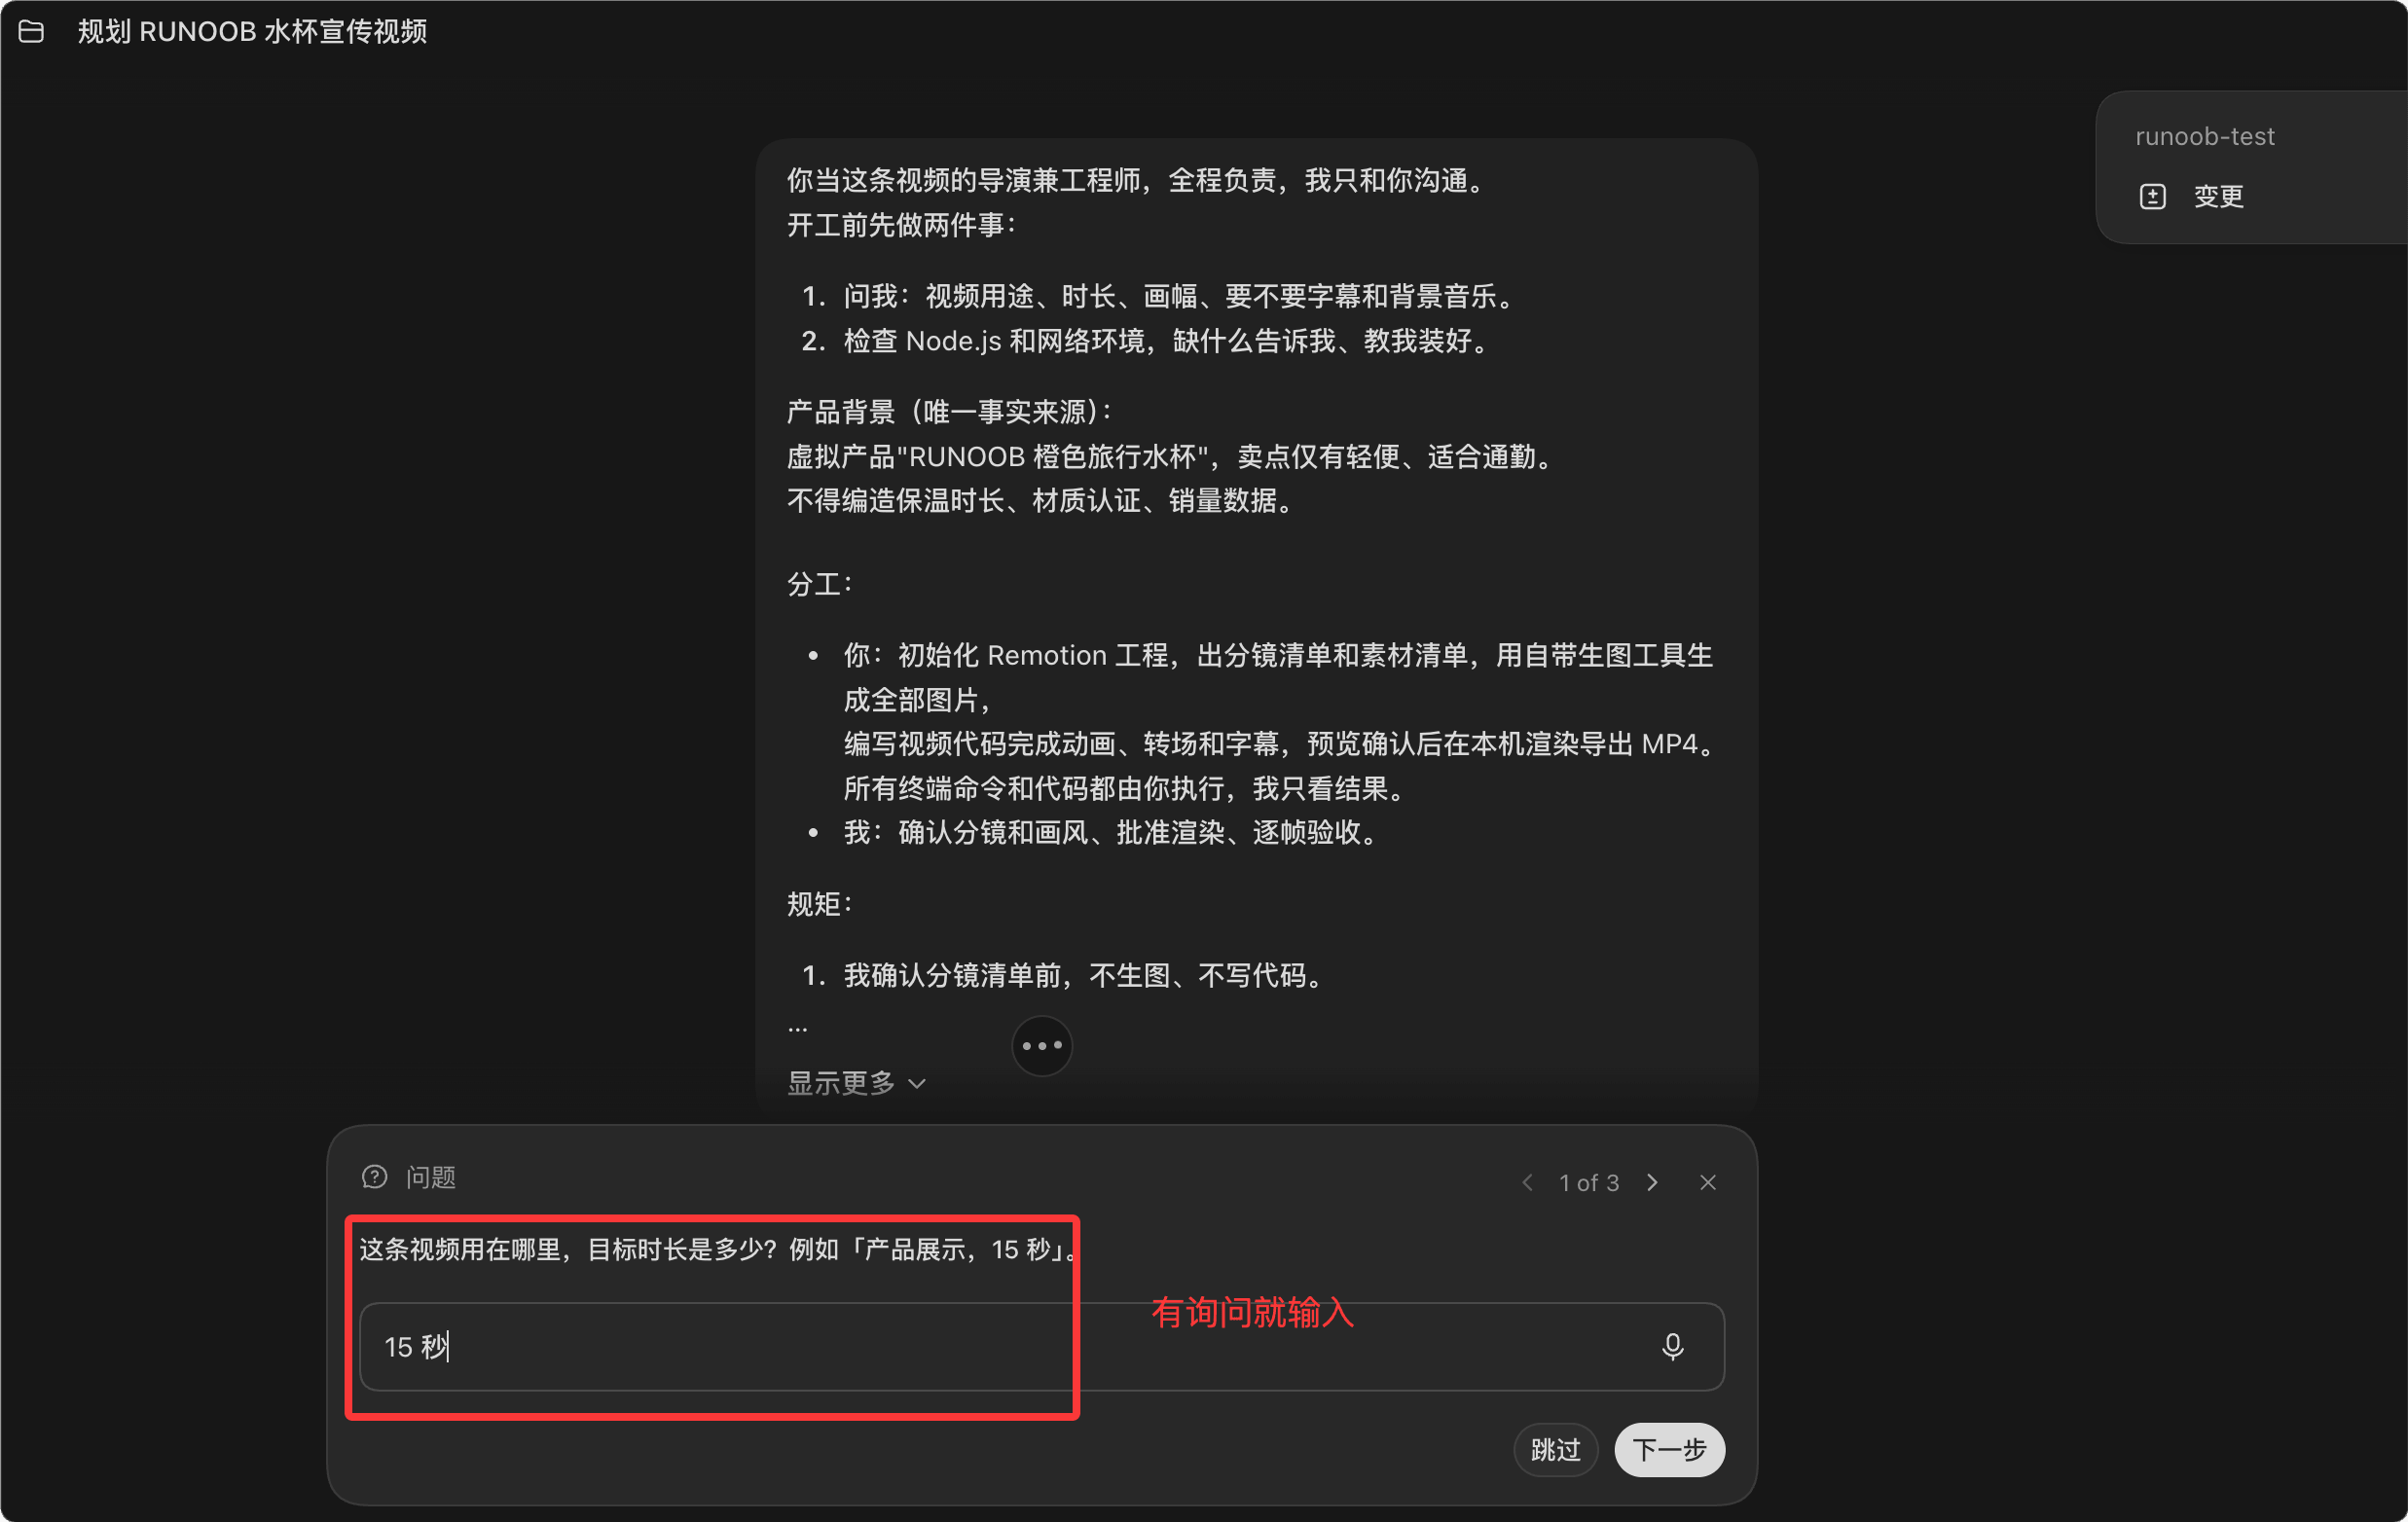 规划 RUNOOB 水杯宣传视频
runoob-test
变更
你当这条视频的导演兼工程师，全程负责，我只和你沟通。
开工前先做两件事：
1. 问我：视频用途、时长、画幅、要不要字幕和背景音乐。
2. 检查 Node.js 和网络环境，缺什么告诉我、教我装好。
产品背景（唯一事实来源）：
虚拟产品"RUNOOB 橙色旅行水杯"，卖点仅有轻便、适合通勤。
不得编造保温时长、材质认证、销量数据。
分工：
• 你：初始化 Remotion 工程，出分镜清单和素材清单，用自带生图工具生
成全部图片，
编写视频代码完成动画、转场和字幕，预览确认后在本机渲染导出 MP4。
所有终端命令和代码都由你执行，我只看结果。
• 我：确认分镜和画风、批准渲染、逐帧验收。
规矩：
1. 我确认分镜清单前，不生图、不写代码。
...
显示更多
问题
1 of 3
这条视频用在哪里，目标时长是多少？例如「产品展示，15 秒」。
有询问就输入
15 秒
跳过
下一步